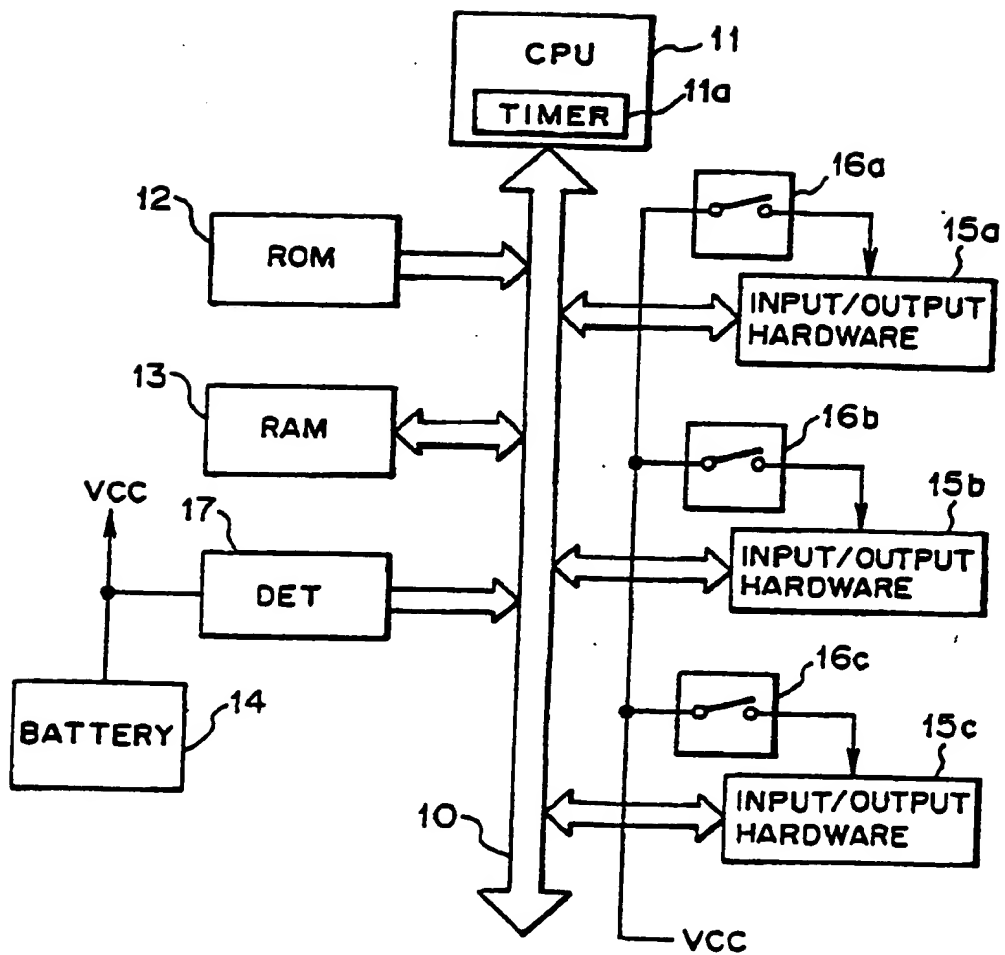 CPU
11
TIMER
11a
16a
12
ROM
15a
INPUT/OUTPUT
HARDWARE
13
RAM
16b
VCC
17
15b
DET
INPUT/OUTPUT
HARDWARE
16c
BATTERY
14
15c
10
INPUT/OUTPUT
HARDWARE
VCC